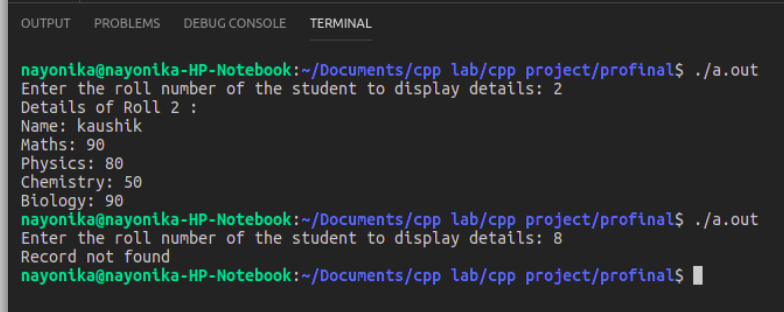 OUTPUT PROBLEMS DEBUG CONSOLE TERMINAL
nayonika@nayonika-HP-Notebook:~/Documents/cpp lab/cpp project/profinal$ ./a.out
Enter the roll number of the student to display details: 2
Details of Roll 2 :
Name: kaushik
Maths: 90
Physics: 80
Chemistry: 50
Biology: 90
nayonika@nayonika-HP-Notebook:~/Documents/cpp lab/cpp project/profinal$ ./a.out
Enter the roll number of the student to display details: 8
Record not found
nayonika@nayonika-HP-Notebook:~/Documents/cpp lab/cpp project/profinal$